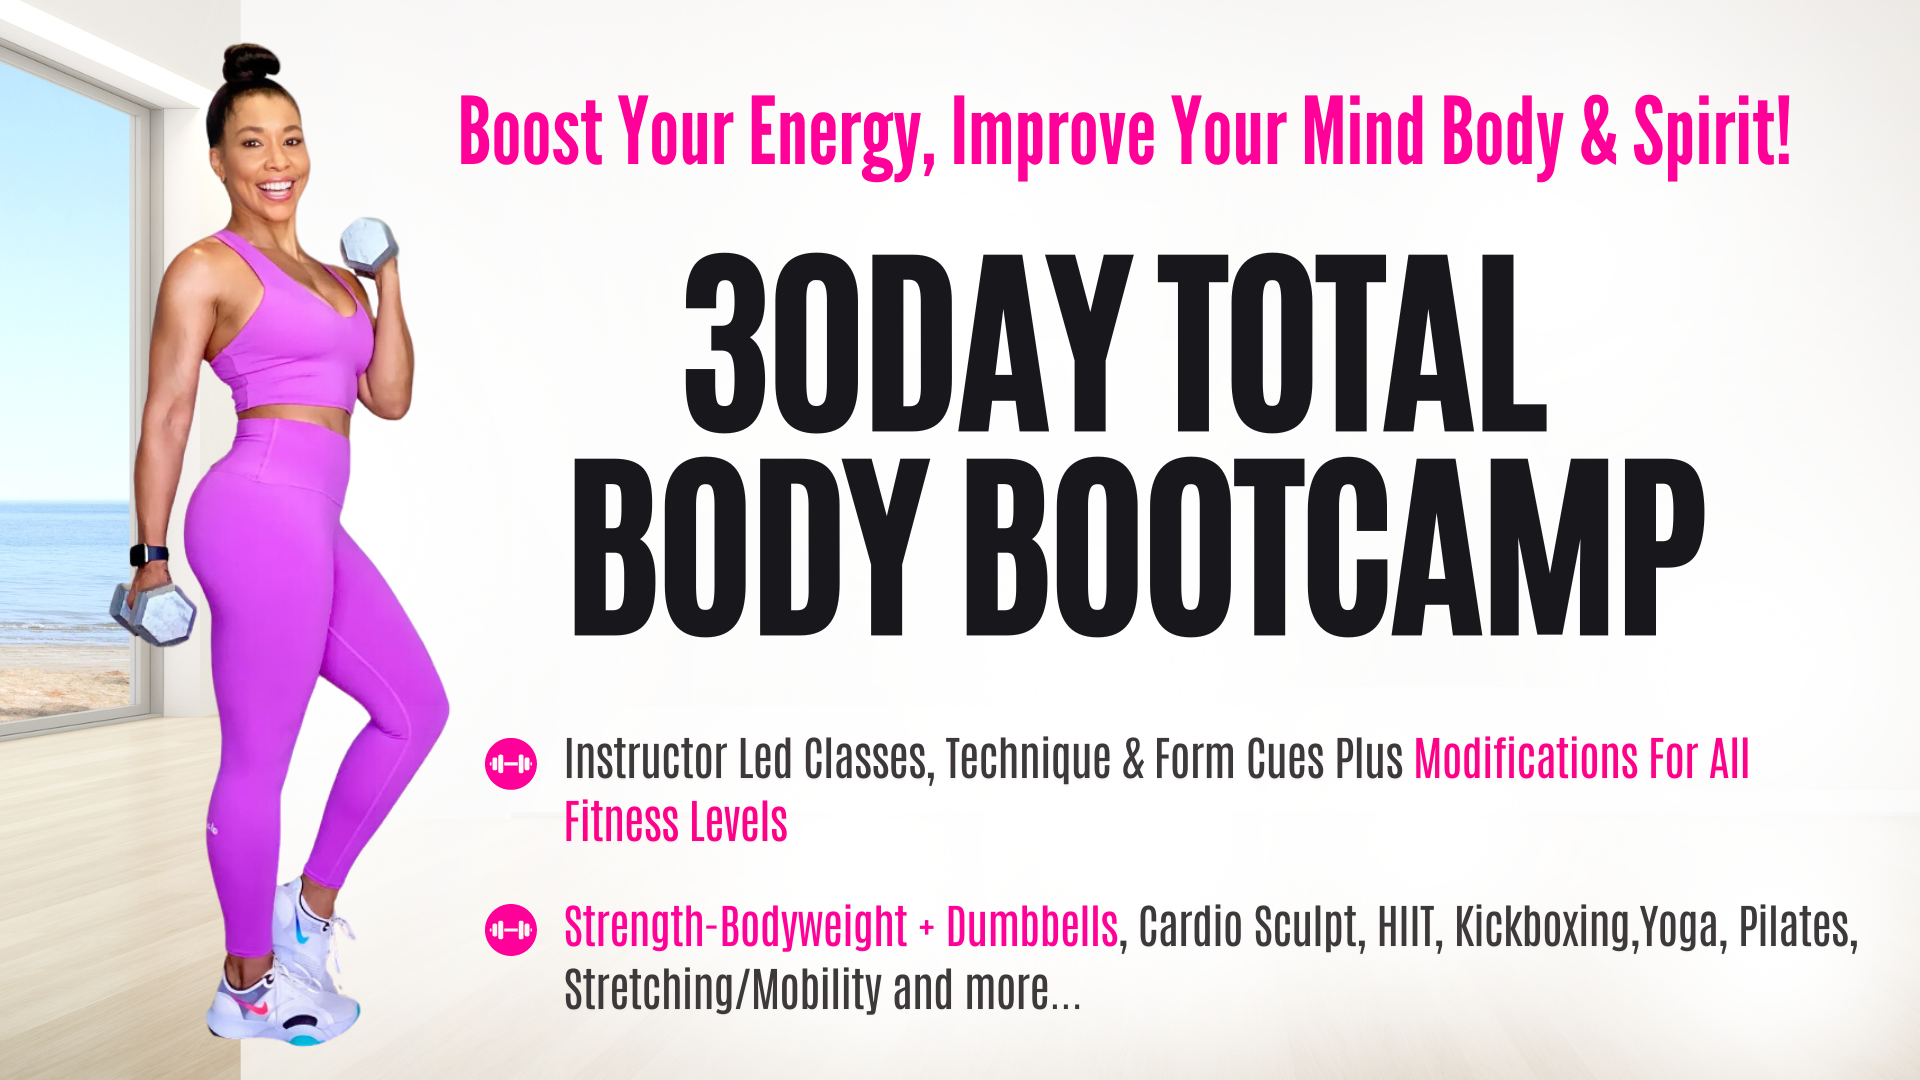 Boost Your Energy, Improve Your Mind Body & Spirit!
30DAY TOTAL
BODY BOOTCAMP
Instructor Led Classes, Technique & Form Cues Plus Modifications For All
Fitness Levels
Strength-Bodyweight + Dumbbells, Cardio Sculpt, HIIT, Kickboxing,Yoga, Pilates,
Stretching/Mobility and more...